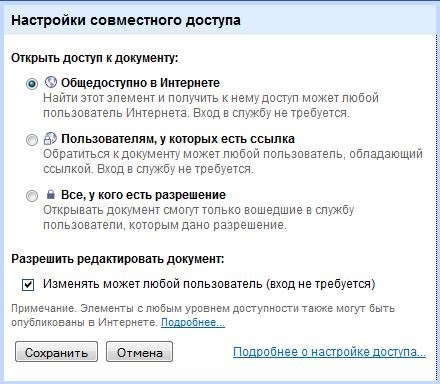 Настройки совместного доступа
Открыть доступ к документу:
Общедоступно в Интернете
Найти этот элемент и получить к нему доступ может любой
пользователь Интернета. Вход в службу не требуется.
Пользователям, у которых есть ссылка
Обратиться к документу может любой пользователь, обладающий
ссылкой. Вход в службу не требуется.
Все, у кого есть разрешение
Открывать документ смогут только вошедшие в службу
пользователи, которым дано разрешение.
Разрешить редактировать документ:
Изменять может любой пользователь (вход не требуется)
Примечание. Элементы с любым уровнем доступности также могут быть
опубликованы в Интернете. Подробнее...
Сохранить Отмена Подробнее о настройке доступа...